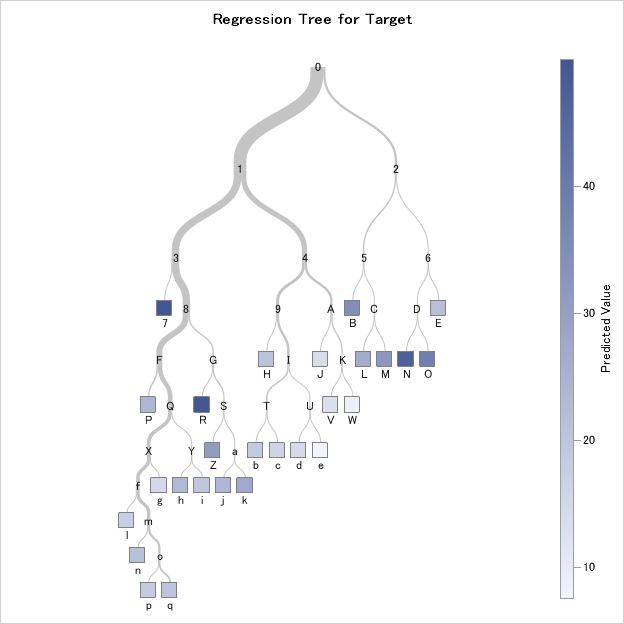 Regression Tree for Target
0
1 2
3 4 5 6
7 8 9 A B C D E
F G H I J K L M N O
P Q R S T U V W
X Y Z a b c d e
f g h i j k
l m
n o
p q
40
30
20
10
Predicted Value